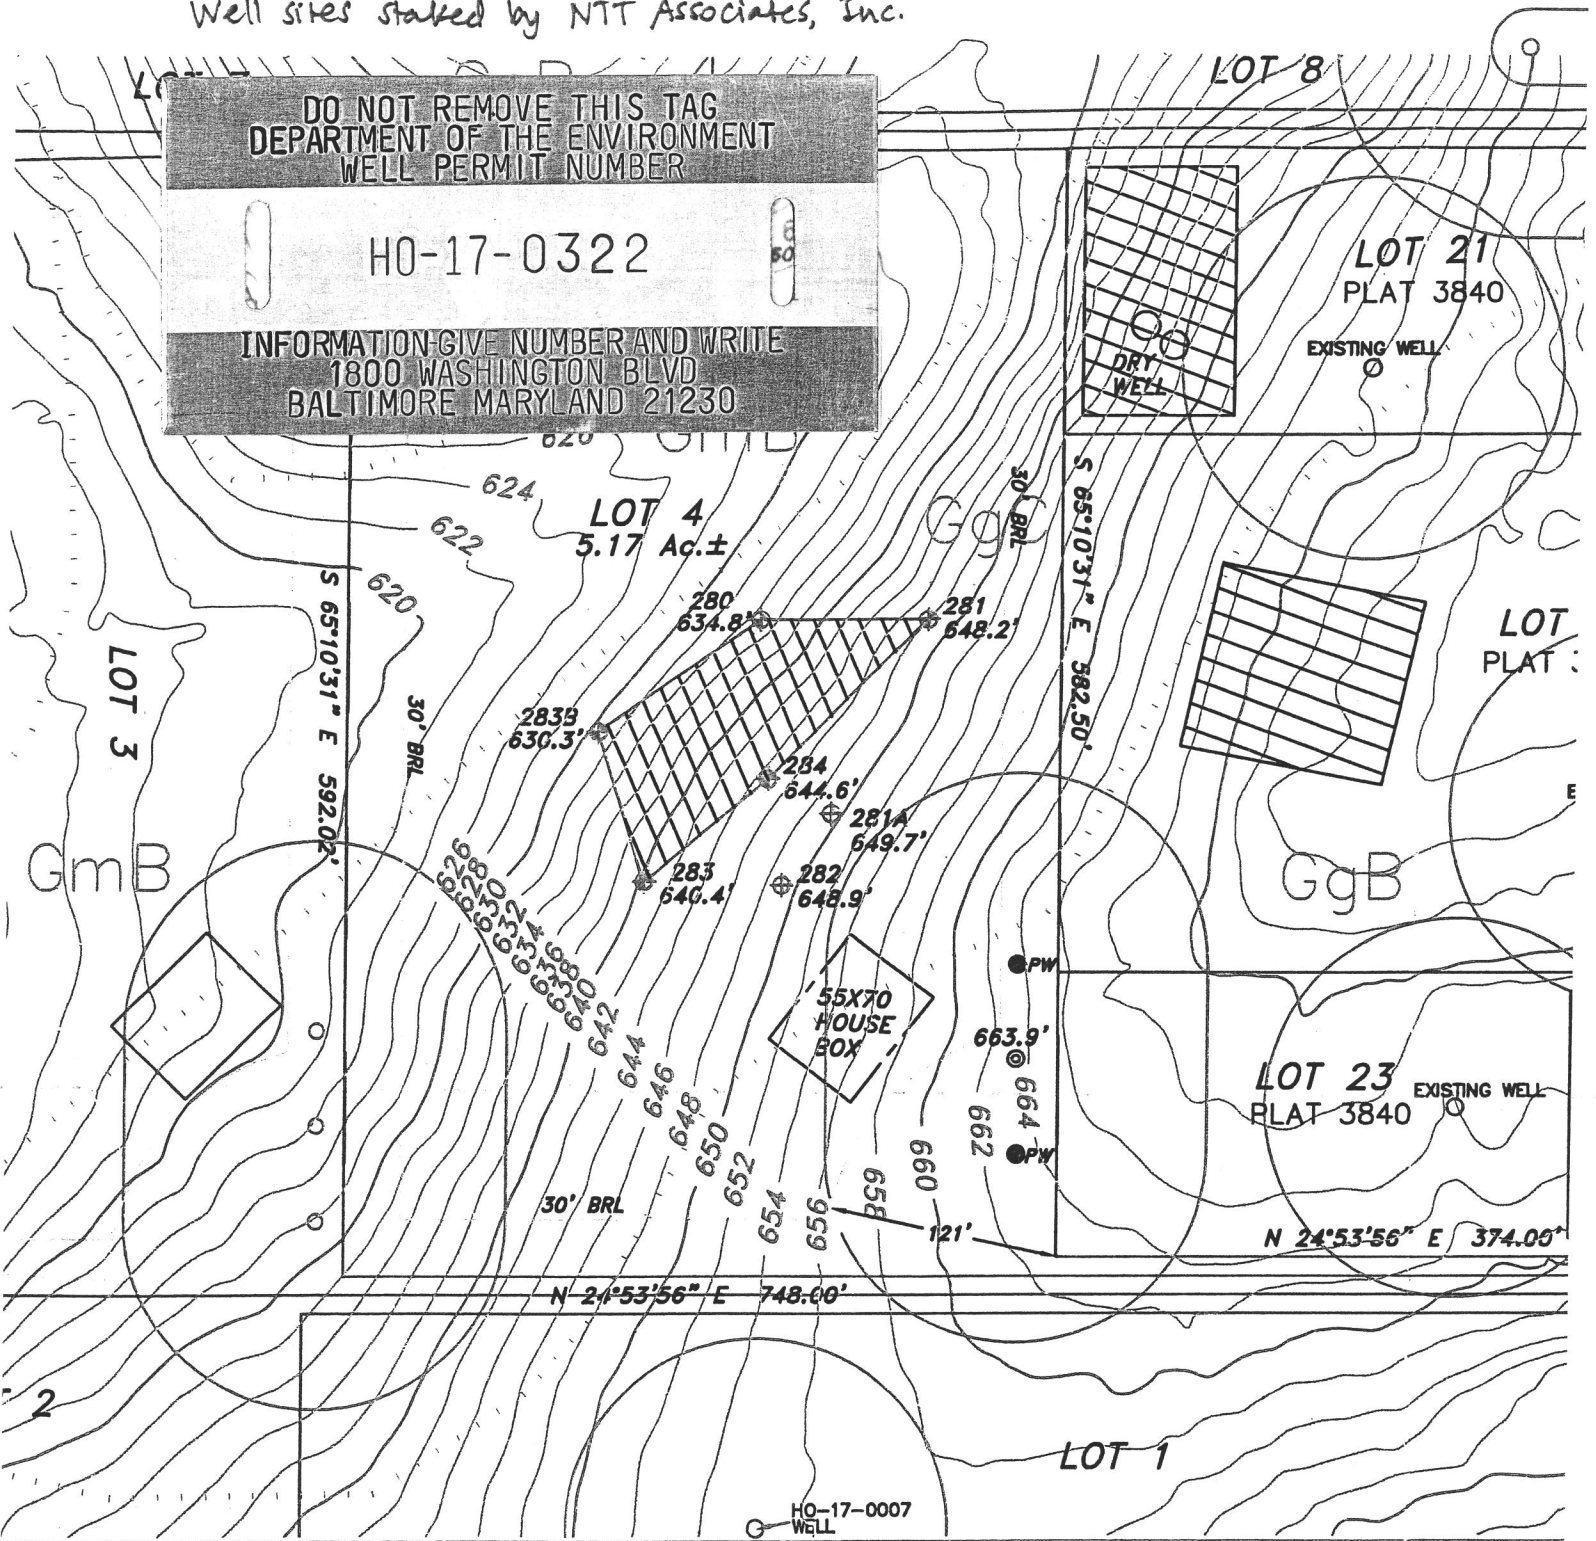 Well sites staked by NTT Associates, Inc.
LOT 8
DO NOT REMOVE THIS TAG
DEPARTMENT OF THE ENVIRONMENT
WELL PERMIT NUMBER
HO-17-0322
INFORMATION-GIVE NUMBER AND WRITE
1800 WASHINGTON BLVD
BALTIMORE MARYLAND 21230
LOT 21
PLAT 3840
EXISTING WELL
DRY
WELL
626
GmB
624
622
620
LOT 4
5.17 Ac.±
GgC
30' BRL
S 65°10'31" E 582.50'
S 65°10'31" E 592.02'
LOT 3
30' BRL
280
634.8'
281
648.2'
LOT
PLAT
283B
630.3'
284
644.6'
281A
649.7'
283
640.4'
282
648.9'
GmB
GgB
626
628
630
632
634
636
638
640
642
644
646
648
650
652
654
656
658
660
662
664
PW
55X70
HOUSE
BOX
663.9'
PW
LOT 23
PLAT 3840
EXISTING WELL
30' BRL
121'
N 24°53'56" E 374.00'
N 24°53'56" E 748.00'
2
LOT 1
HO-17-0007
WELL